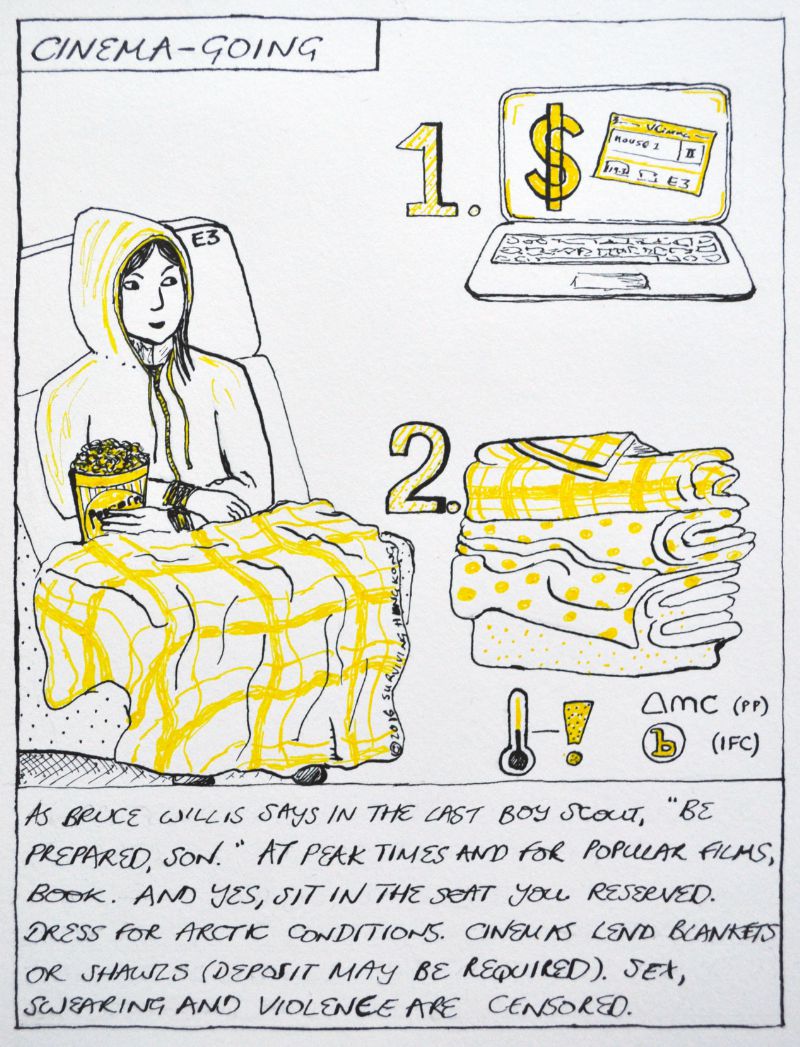 CINEMA-GOING
1.
$
HOUSE 1
II
E3
E3
POPCORN
2.
© 2016 SURVIVING HONG KONG
! AMC (PP)
b (IFC)
AS BRUCE WILLIS SAYS IN THE LAST BOY SCOUT, "BE
PREPARED, SON." AT PEAK TIMES AND FOR POPULAR FILMS,
BOOK. AND YES, SIT IN THE SEAT YOU RESERVED.
DRESS FOR ARCTIC CONDITIONS. CINEMAS LEND BLANKETS
OR SHAWLS (DEPOSIT MAY BE REQUIRED). SEX,
SWEARING AND VIOLENCE ARE CENSORED.